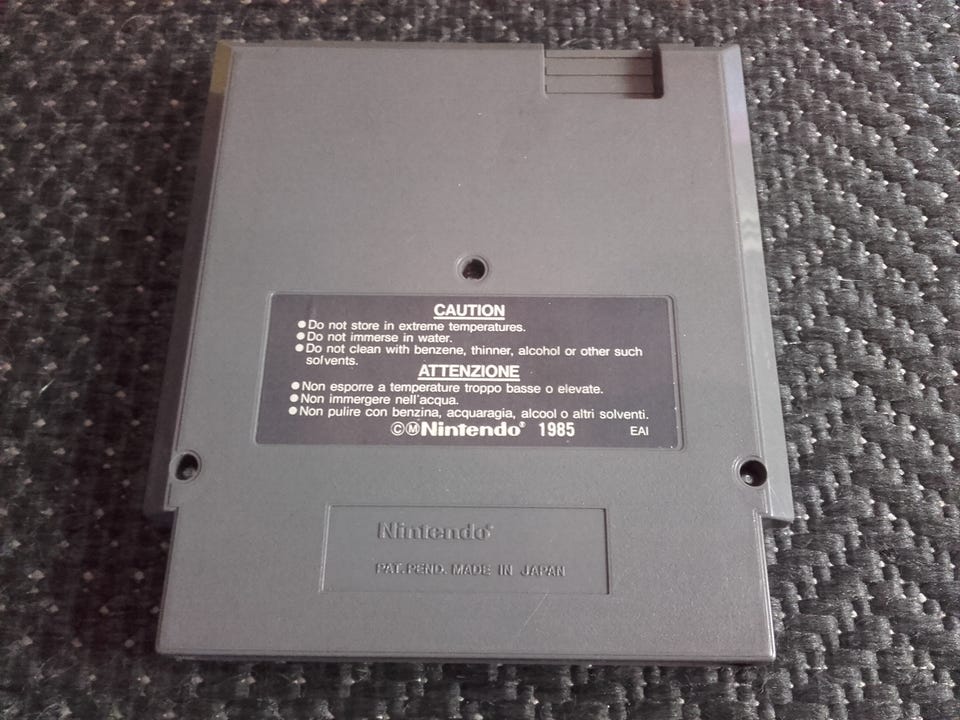 CAUTION
●Do not store in extreme temperatures.
●Do not immerse in water.
●Do not clean with benzene, thinner, alcohol or other such
solvents.
ATTENZIONE
●Non esporre a temperature troppo basse o elevate.
●Non immergere nell'acqua.
●Non pulire con benzina, acquaragia, alcool o altri solventi.
©ⓂNintendo® 1985 EAI
Nintendo®
PAT. PEND. MADE IN JAPAN